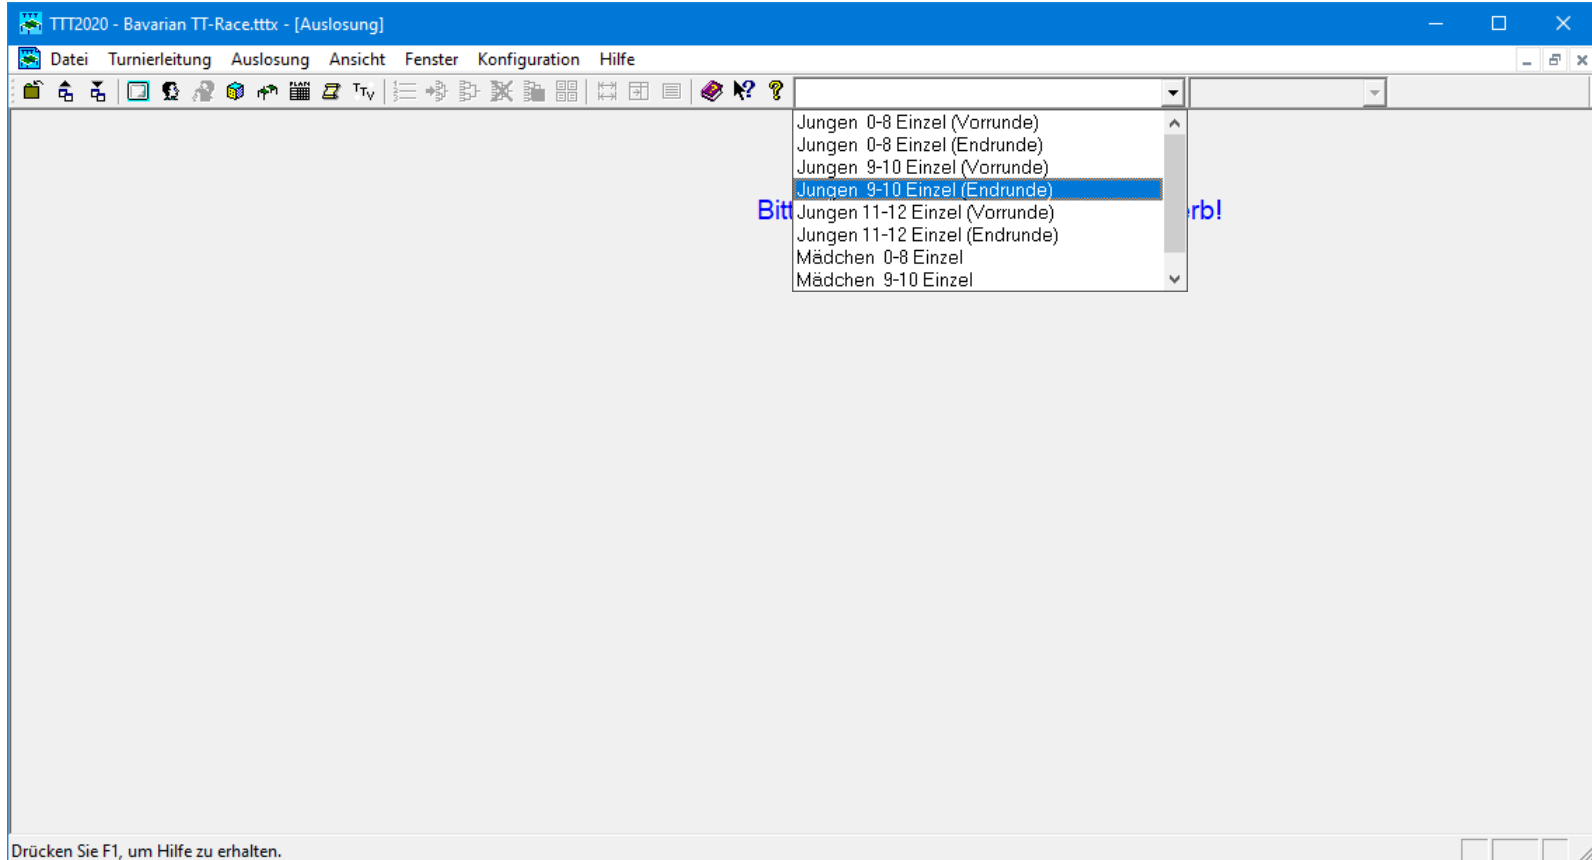 TTT2020 - Bavarian TT-Race.tttx - [Auslosung]
Datei Turnierleitung Auslosung Ansicht Fenster Konfiguration Hilfe
Jungen 0-8 Einzel (Vorrunde)
Jungen 0-8 Einzel (Endrunde)
Jungen 9-10 Einzel (Vorrunde)
Jungen 9-10 Einzel (Endrunde)
Jungen 11-12 Einzel (Vorrunde)
Jungen 11-12 Einzel (Endrunde)
Mädchen 0-8 Einzel
Mädchen 9-10 Einzel
Drücken Sie F1, um Hilfe zu erhalten.